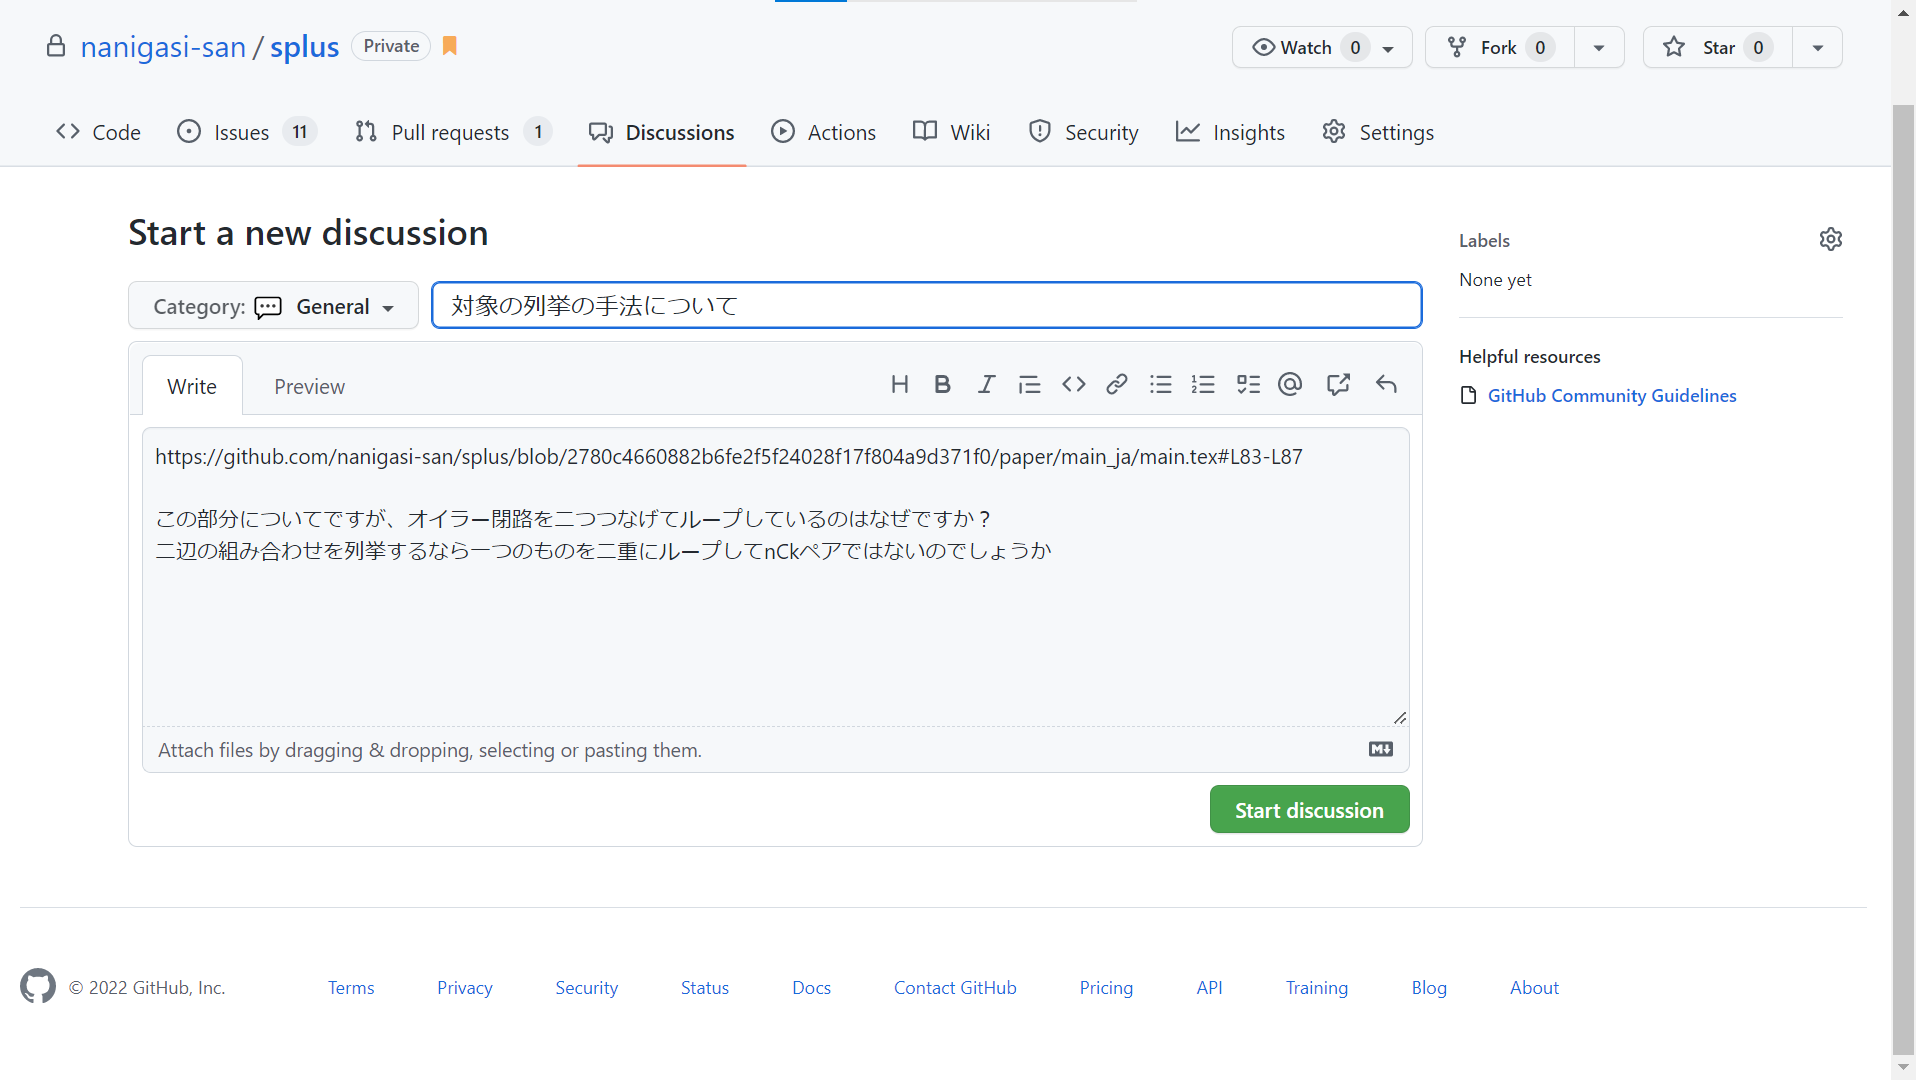 nanigasi-san / splus Private
Watch 0
Fork 0
Star 0
Code
Issues 11
Pull requests 1
Discussions
Actions
Wiki
Security
Insights
Settings
Start a new discussion
Category: General
対象の列挙の手法について
Write
Preview
https://github.com/nanigasi-san/splus/blob/2780c4660882b6fe2f5f24028f17f804a9d371f0/paper/main_ja/main.tex#L83-L87
この部分についてですが、オイラー閉路を二つつなげてループしているのはなぜですか？
二辺の組み合わせを列挙するなら一つのものを二重にループしてnCkペアではないのでしょうか
Attach files by dragging & dropping, selecting or pasting them.
Start discussion
Labels
None yet
Helpful resources
GitHub Community Guidelines
© 2022 GitHub, Inc.
Terms
Privacy
Security
Status
Docs
Contact GitHub
Pricing
API
Training
Blog
About